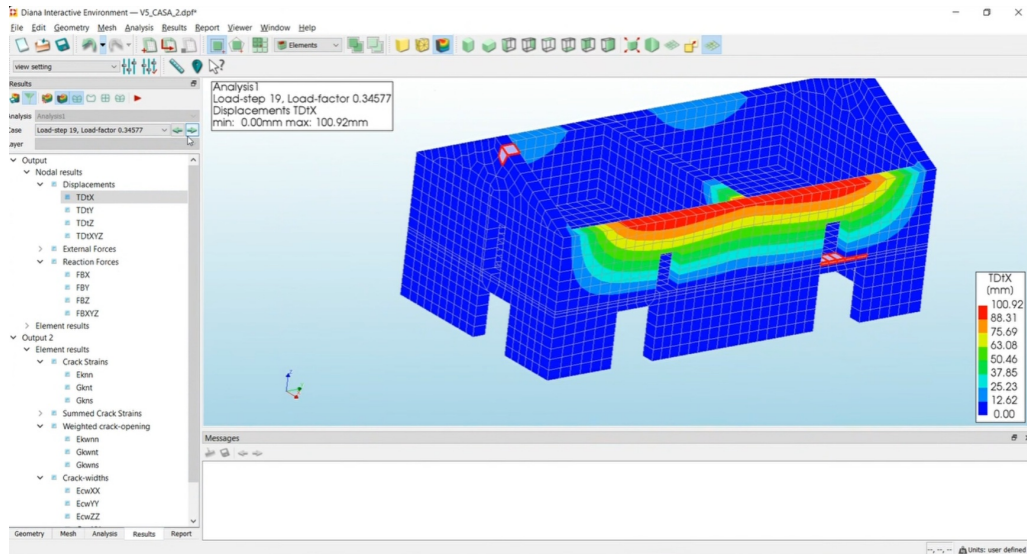 Diana Interactive Environment — V5_CASA_2.dpf*
File Edit Geometry Mesh Analysis Results Report Viewer Window Help
Elements
view setting
Results
Analysis1
Load-step 19, Load-factor 0.34577
Output
Nodal results
Displacements
TDtX
TDtY
TDtZ
TDtXYZ
External Forces
Reaction Forces
FBX
FBY
FBZ
FBXYZ
Element results
Output 2
Element results
Crack Strains
Eknn
Gknt
Gkns
Summed Crack Strains
Weighted crack-opening
Ekwnn
Gkwnt
Gkwns
Crack-widths
EcwXX
EcwYY
EcwZZ
Geometry Mesh Analysis Results Report
Analysis1
Load-step 19, Load-factor 0.34577
Displacements TDtX
min: 0.00mm max: 100.92mm
TDtX
(mm)
100.92
88.31
75.69
63.08
50.46
37.85
25.23
12.62
0.00
Messages
--, --, -- Units: user defined